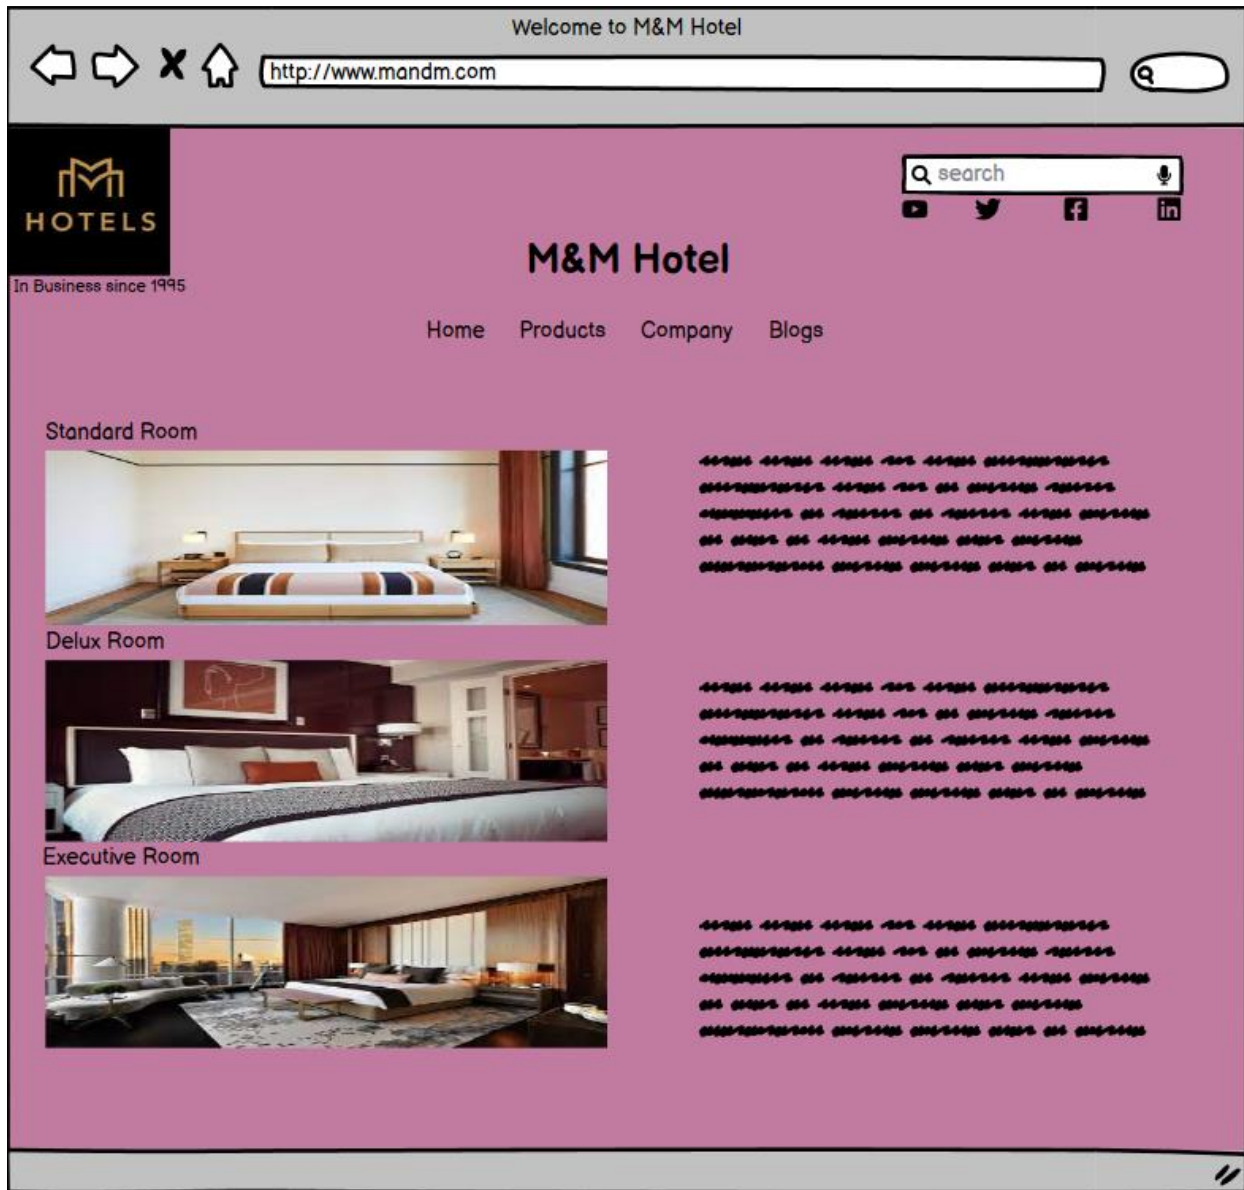 Welcome to M&M Hotel
http://www.mandm.com
HOTELS
search
In Business since 1995
M&M Hotel
Home Products Company Blogs
Standard Room
Delux Room
Executive Room